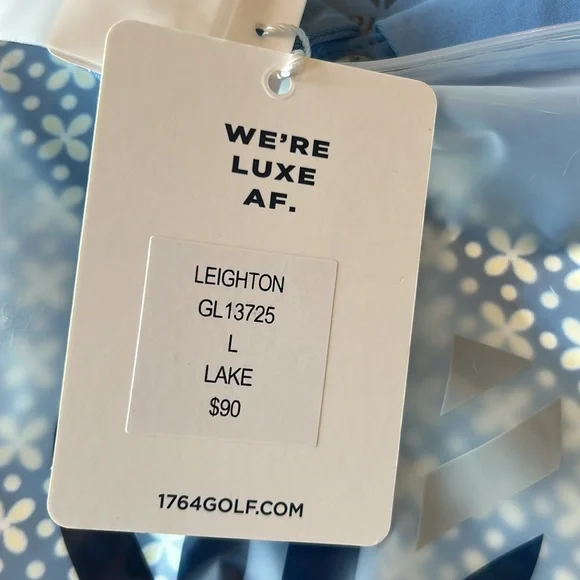 WE'RE
LUXE
AF.
LEIGHTON
GL13725
L
LAKE
$90
1764GOLF.COM